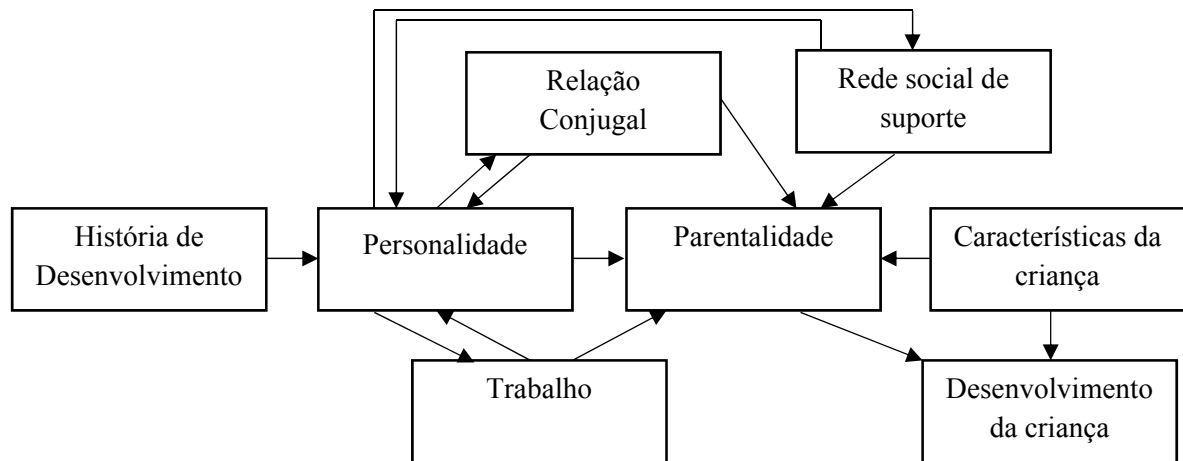 Relação
Conjugal
Rede social de
suporte
História de
Desenvolvimento
Personalidade
Parentalidade
Características da
criança
Trabalho
Desenvolvimento
da criança